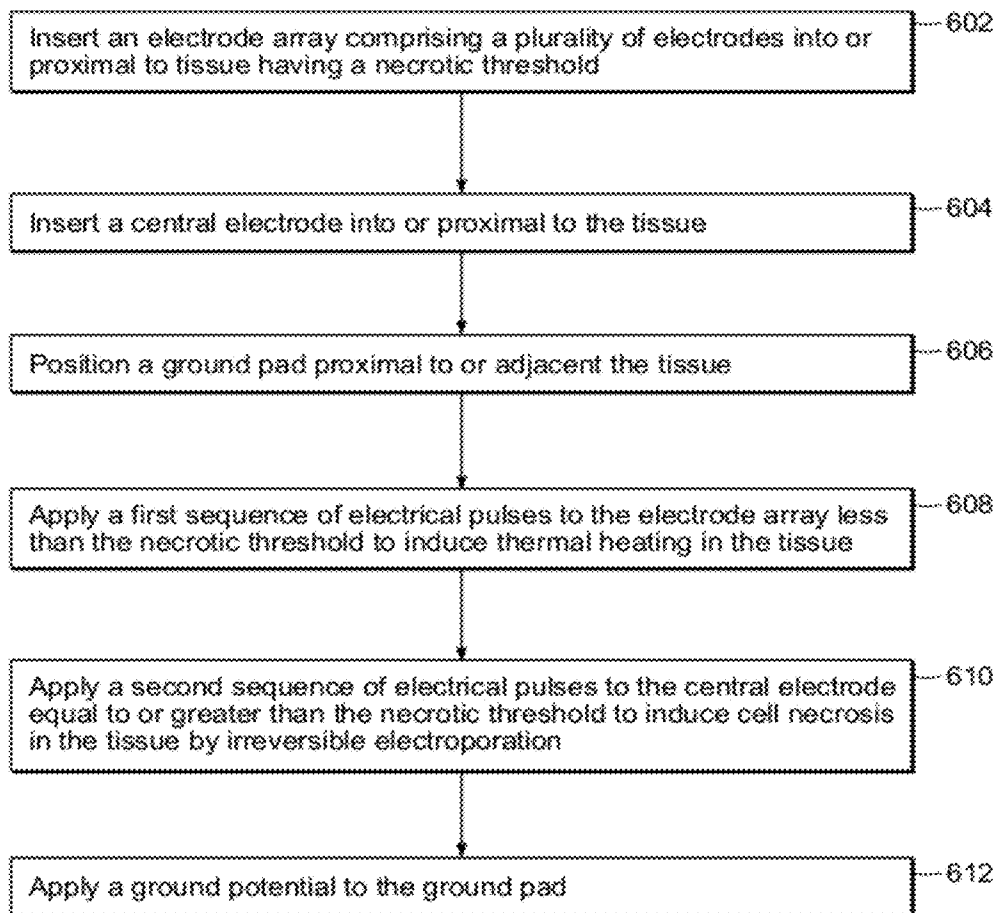 602
Insert an electrode array comprising a plurality of electrodes into or
proximal to tissue having a necrotic threshold
604
Insert a central electrode into or proximal to the tissue
606
Position a ground pad proximal to or adjacent the tissue
608
Apply a first sequence of electrical pulses to the electrode array less
than the necrotic threshold to induce thermal heating in the tissue
610
Apply a second sequence of electrical pulses to the central electrode
equal to or greater than the necrotic threshold to induce cell necrosis
in the tissue by irreversible electroporation
612
Apply a ground potential to the ground pad